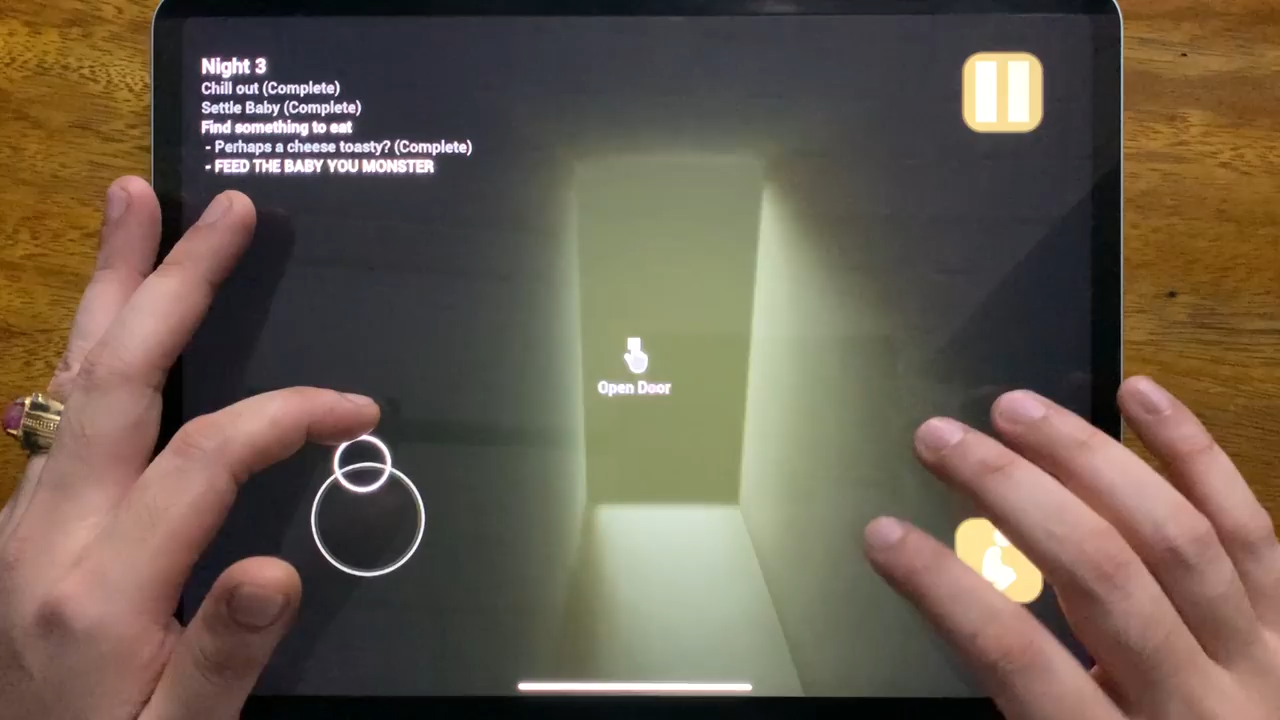 Night 3
Chill out (Complete)
Settle Baby (Complete)
Find something to eat
- Perhaps a cheese toasty? (Complete)
- FEED THE BABY YOU MONSTER
Open Door